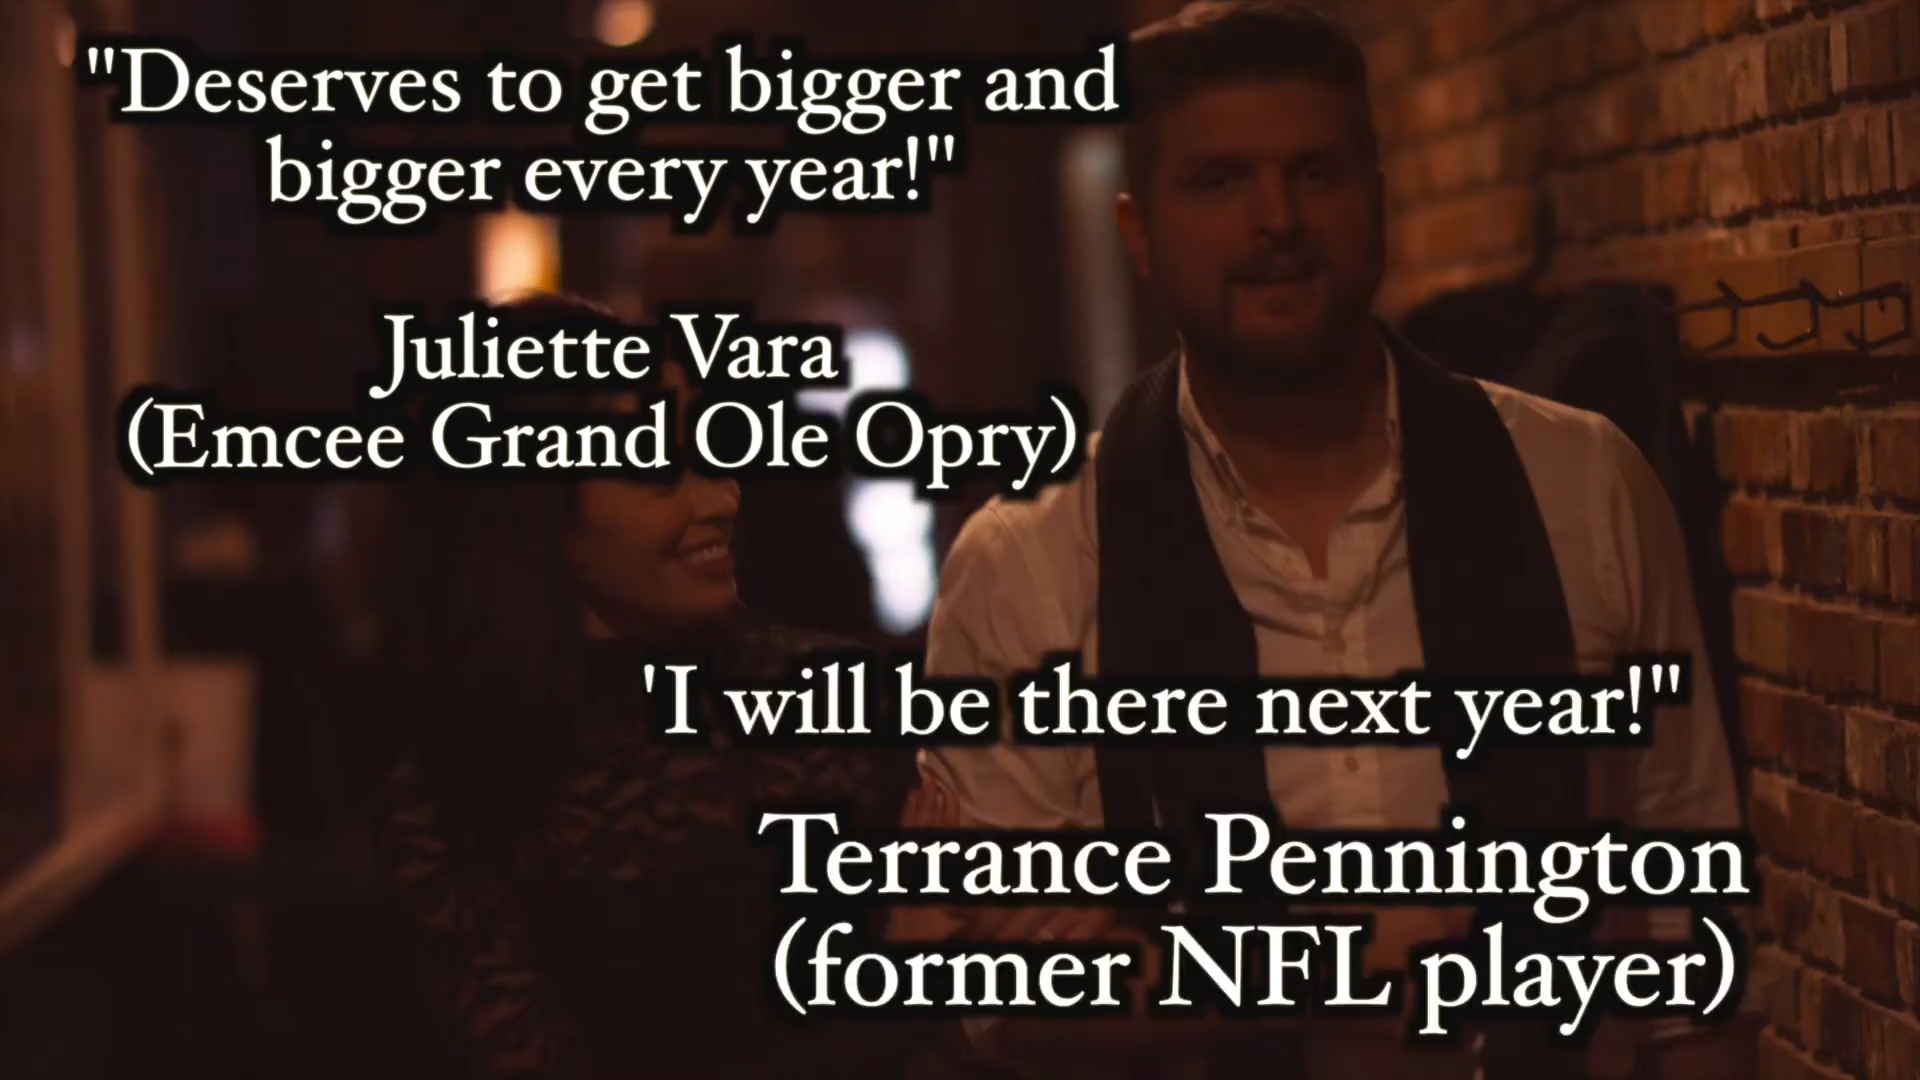 "Deserves to get bigger and
bigger every year!"
Juliette Vara
(Emcee Grand Ole Opry)
'I will be there next year!"
Terrance Pennington
(former NFL player)